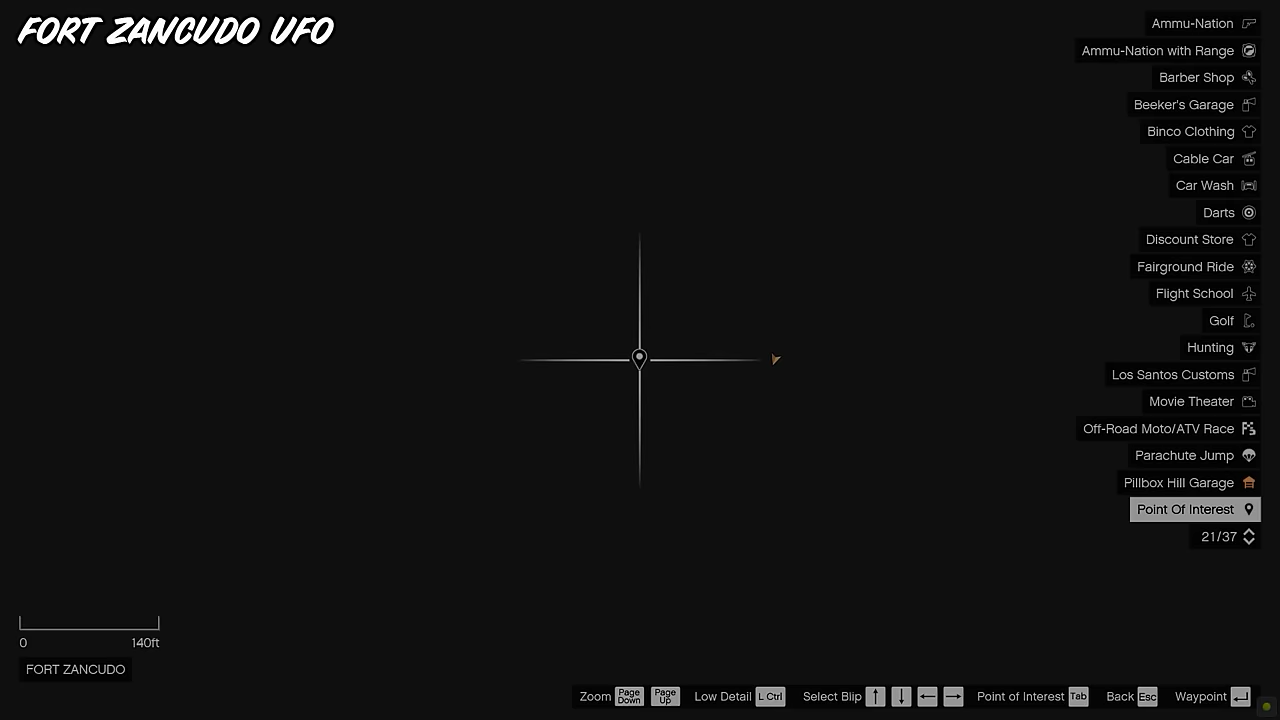 FORT ZANCUDO UFO
Ammu-Nation
Ammu-Nation with Range
Barber Shop
Beeker's Garage
Binco Clothing
Cable Car
Car Wash
Darts
Discount Store
Fairground Ride
Flight School
Golf
Hunting
Los Santos Customs
Movie Theater
Off-Road Moto/ATV Race
Parachute Jump
Pillbox Hill Garage
Point Of Interest
21/37
0 140ft
FORT ZANCUDO
Zoom Page Down Page Up Low Detail L Ctrl Select Blip ↑ ↓ ← → Point of Interest Tab Back Esc Waypoint